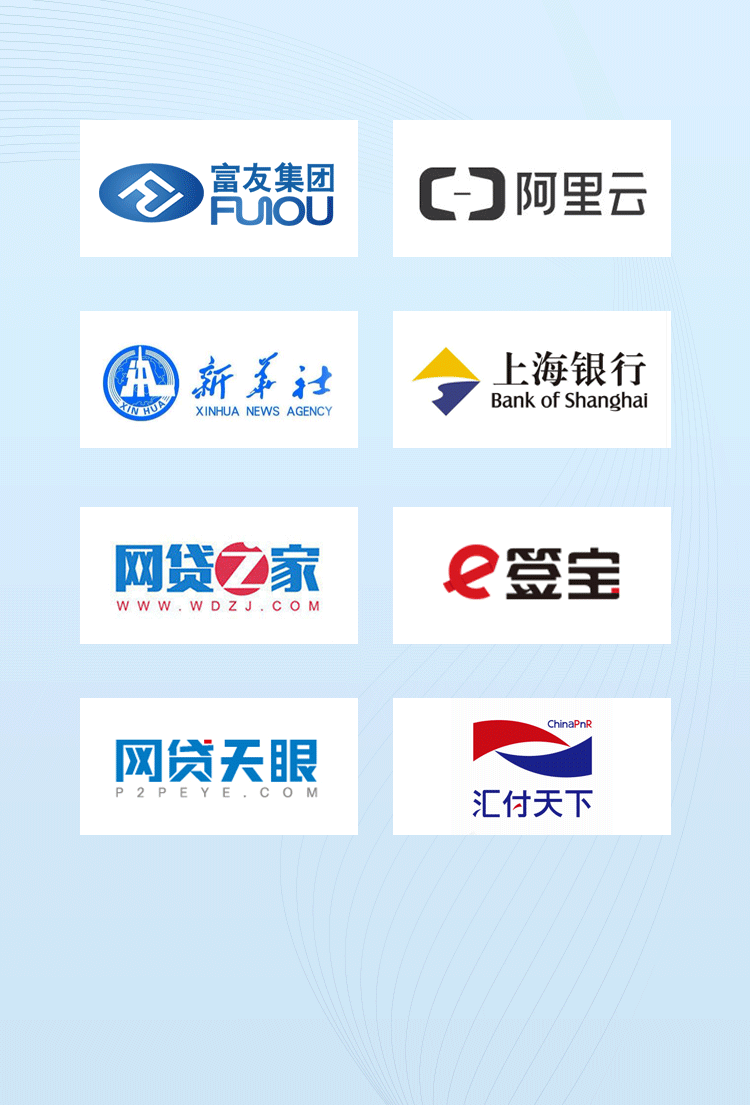 富友集团
FUIOU
阿里云
新华社
XIN HUA
XINHUA NEWS AGENCY
上海银行
Bank of Shanghai
网贷之家
WWW.WDZJ.COM
e签宝
网贷天眼
P2PEYE.COM
ChinaPnR
汇付天下